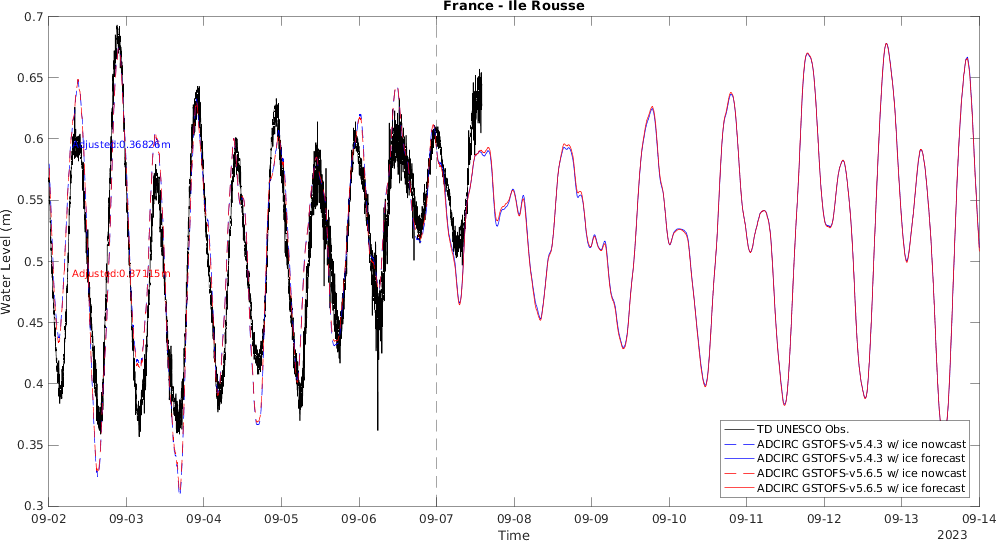 France - Ile Rousse
Water Level (m)
0.7
0.65
0.6
0.55
0.5
0.45
0.4
0.35
0.3
Adjusted:0.36826m
Adjusted:0.37115m
TD UNESCO Obs.
ADCIRC GSTOFS-v5.4.3 w/ ice nowcast
ADCIRC GSTOFS-v5.4.3 w/ ice forecast
ADCIRC GSTOFS-v5.6.5 w/ ice nowcast
ADCIRC GSTOFS-v5.6.5 w/ ice forecast
09-02 09-03 09-04 09-05 09-06 09-07 09-08 09-09 09-10 09-11 09-12 09-13 09-14
Time
2023